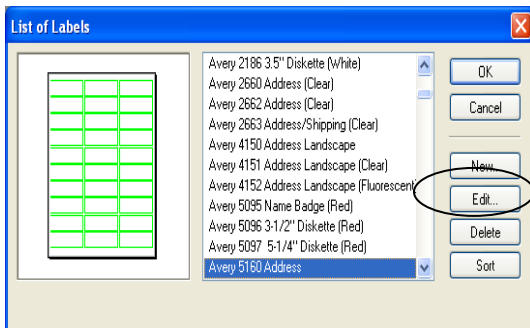 List of Labels
Avery 2186 3.5" Diskette (White)
Avery 2660 Address (Clear)
Avery 2662 Address (Clear)
Avery 2663 Address/Shipping (Clear)
Avery 4150 Address Landscape
Avery 4151 Address Landscape (Clear)
Avery 4152 Address Landscape (Fluorescent)
Avery 5095 Name Badge (Red)
Avery 5096 3-1/2" Diskette (Red)
Avery 5097 5-1/4" Diskette (Red)
Avery 5160 Address
OK
Cancel
New...
Edit...
Delete
Sort